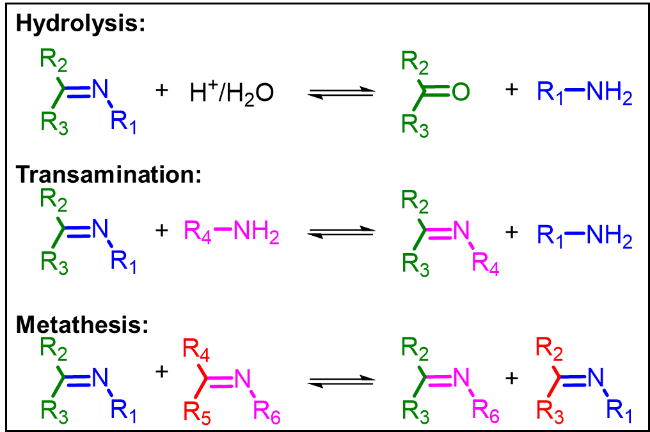 Hydrolysis:
R2 R3 N R1 + H+/H2O ⇌ R2 R3 O + R1–NH2
Transamination:
R2 R3 N R1 + R4–NH2 ⇌ R2 R3 N R4 + R1–NH2
Metathesis:
R2 R3 N R1 + R4 R5 N R6 ⇌ R2 R3 N R6 + R2 R3 N R1